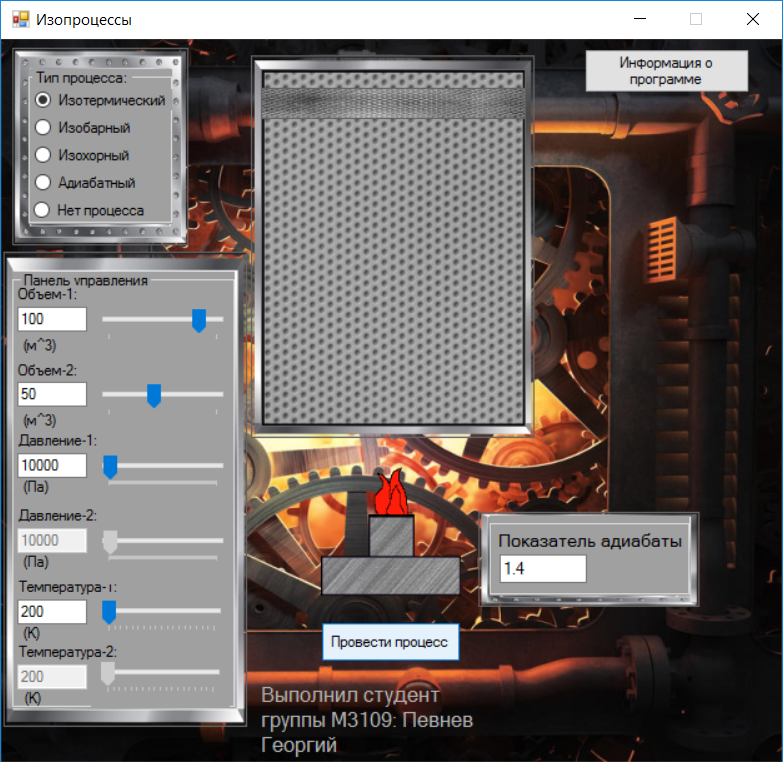 Изопроцессы
Информация о
программе
Тип процесса:
Изотермический
Изобарный
Изохорный
Адиабатный
Нет процесса
Панель управления
Объем-1:
100
(м^3)
Объем-2:
50
(м^3)
Давление-1:
10000
(Па)
Давление-2:
10000
(Па)
Температура-1:
200
(К)
Температура-2:
200
(К)
Показатель адиабаты
1.4
Провести процесс
Выполнил студент
группы М3109: Певнев
Георгий